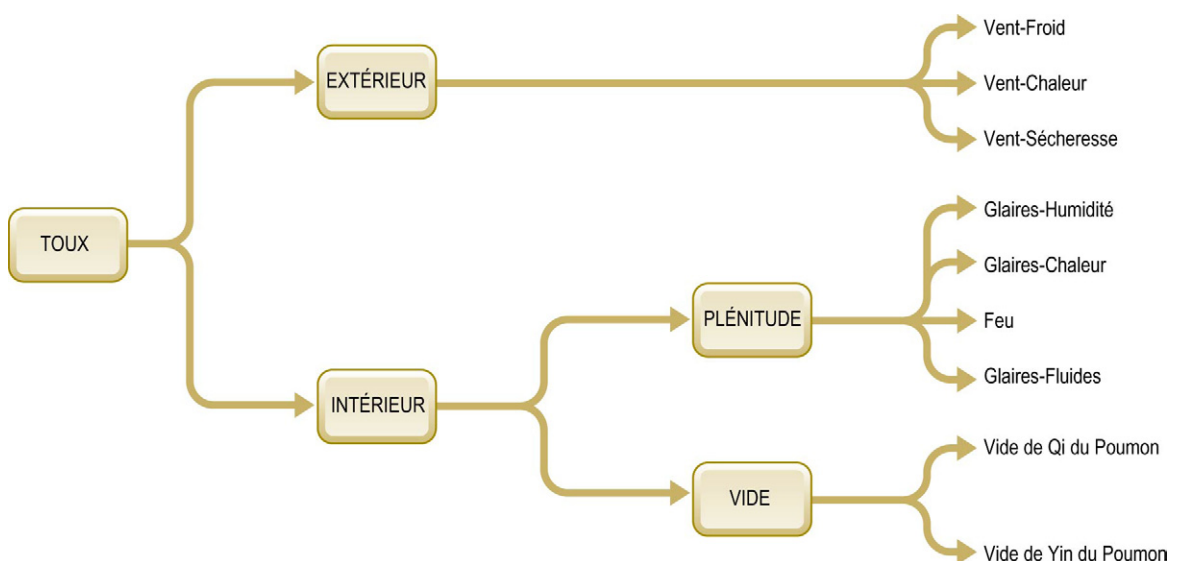 TOUX
EXTÉRIEUR
Vent-Froid
Vent-Chaleur
Vent-Sécheresse
INTÉRIEUR
PLÉNITUDE
Glaires-Humidité
Glaires-Chaleur
Feu
Glaires-Fluides
VIDE
Vide de Qi du Poumon
Vide de Yin du Poumon